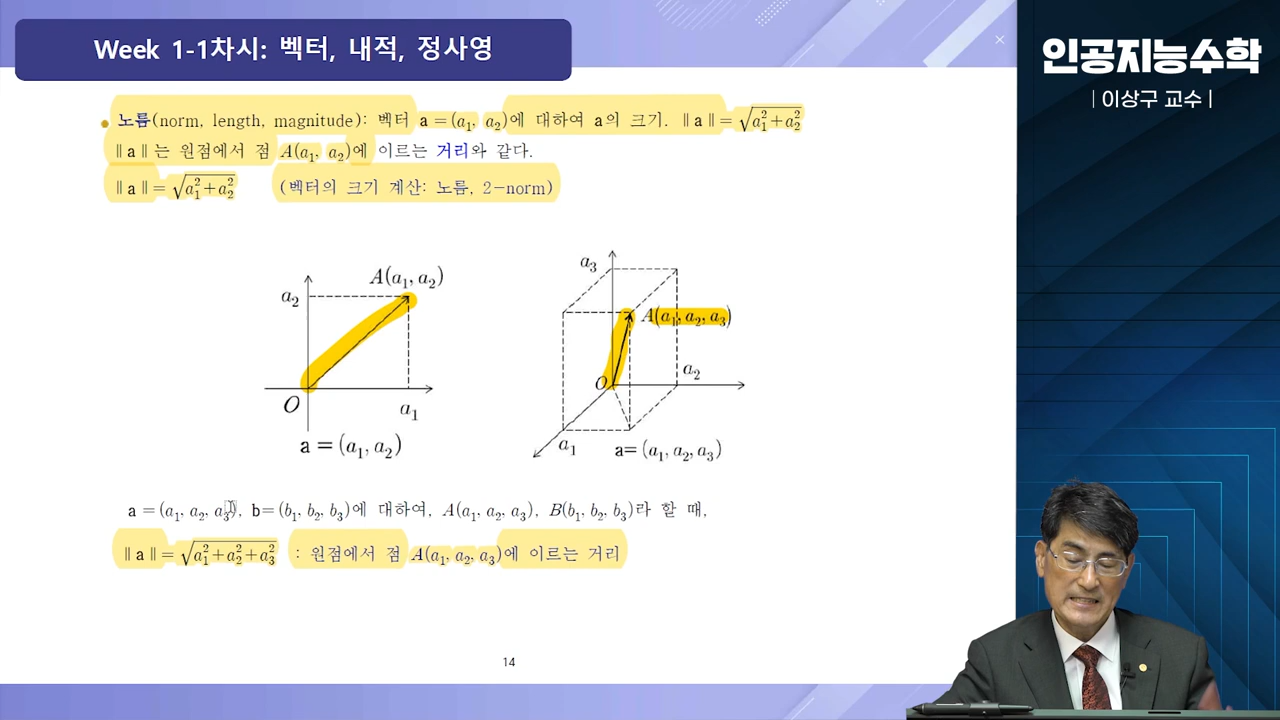 Week 1-1차시: 벡터, 내적, 정사영
인공지능수학
| 이상구 교수 |
• 노름(norm, length, magnitude): 벡터 a = (a₁, a₂)에 대하여 a의 크기. ‖a‖ = √(a₁²+a₂²)
‖a‖는 원점에서 점 A(a₁, a₂)에 이르는 거리와 같다.
‖a‖ = √(a₁²+a₂²) (벡터의 크기 계산: 노름, 2-norm)
A(a₁, a₂)
a₂
O
a₁
a = (a₁, a₂)
a₃
A(a₁, a₂, a₃)
a₂
O
a₁
a= (a₁, a₂, a₃)
a = (a₁, a₂, a₃), b= (b₁, b₂, b₃)에 대하여, A(a₁, a₂, a₃), B(b₁, b₂, b₃)라 할 때,
‖a‖ = √(a₁²+a₂²+a₃²) : 원점에서 점 A(a₁, a₂, a₃)에 이르는 거리
14